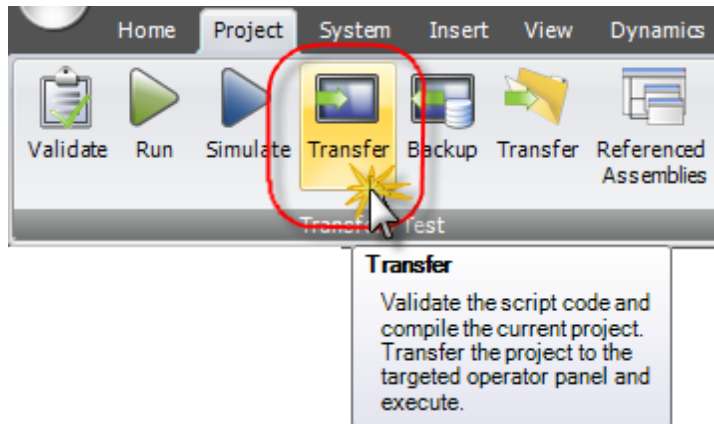 Home Project System Insert View Dynamics
Validate Run Simulate Transfer Backup Transfer Referenced
Assemblies
Test
Transfer
Validate the script code and
compile the current project.
Transfer the project to the
targeted operator panel and
execute.